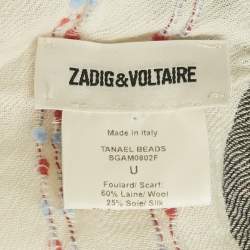 ZADIG&VOLTAIRE
Made in Italy
TANAEL BEADS
SGAM0802F
U
Foulard/ Scarf:
60% Laine/ Wool
25% Soie/ Silk